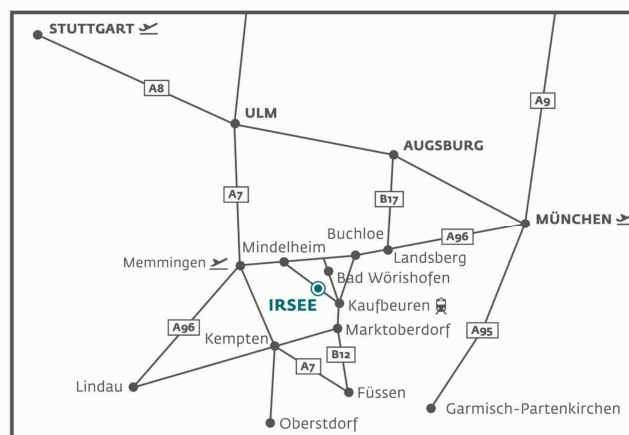 STUTTGART
A8
A9
ULM
AUGSBURG
A7
B17
MÜNCHEN
Buchloe
A96
Mindelheim
Landsberg
Memmingen
Bad Wörishofen
IRSEE
Kaufbeuren
A96
Kempten
Marktoberdorf
A95
B12
A7
Lindau
Füssen
Garmisch-Partenkirchen
Oberstdorf